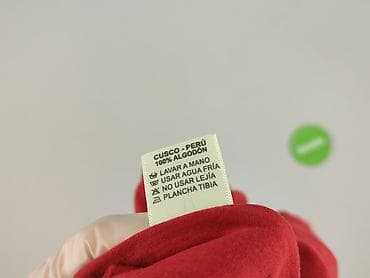 CUSCO - PERÚ
100% ALGODÓN
LAVAR A MANO
USAR AGUA FRÍA
NO USAR LEJÍA
PLANCHA TIBIA